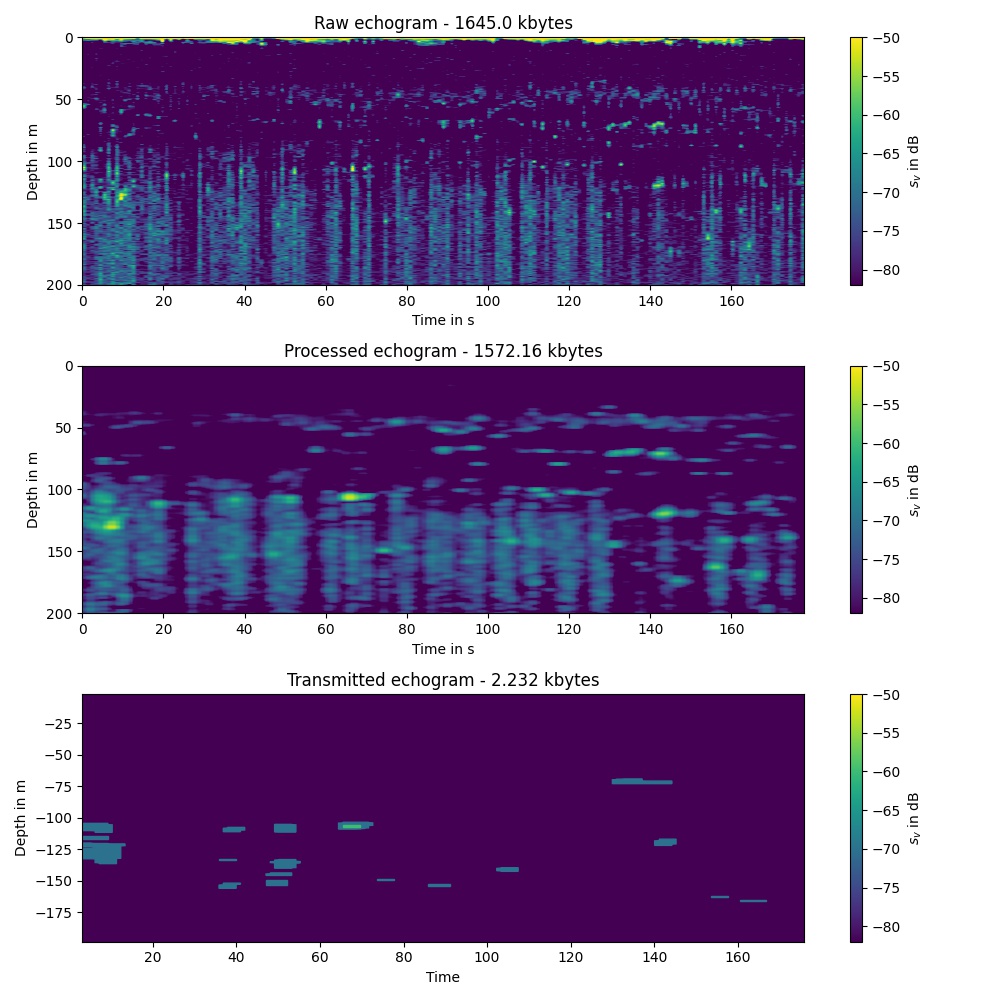 Raw echogram - 1645.0 kbytes
0
50
100
150
200
Depth in m
0 20 40 60 80 100 120 140 160
Time in s
−50
−55
−60
−65
−70
−75
−80
sv in dB
Processed echogram - 1572.16 kbytes
0
50
100
150
200
Depth in m
0 20 40 60 80 100 120 140 160
Time in s
−50
−55
−60
−65
−70
−75
−80
sv in dB
Transmitted echogram - 2.232 kbytes
−25
−50
−75
−100
−125
−150
−175
Depth in m
20 40 60 80 100 120 140 160
Time
−50
−55
−60
−65
−70
−75
−80
sv in dB